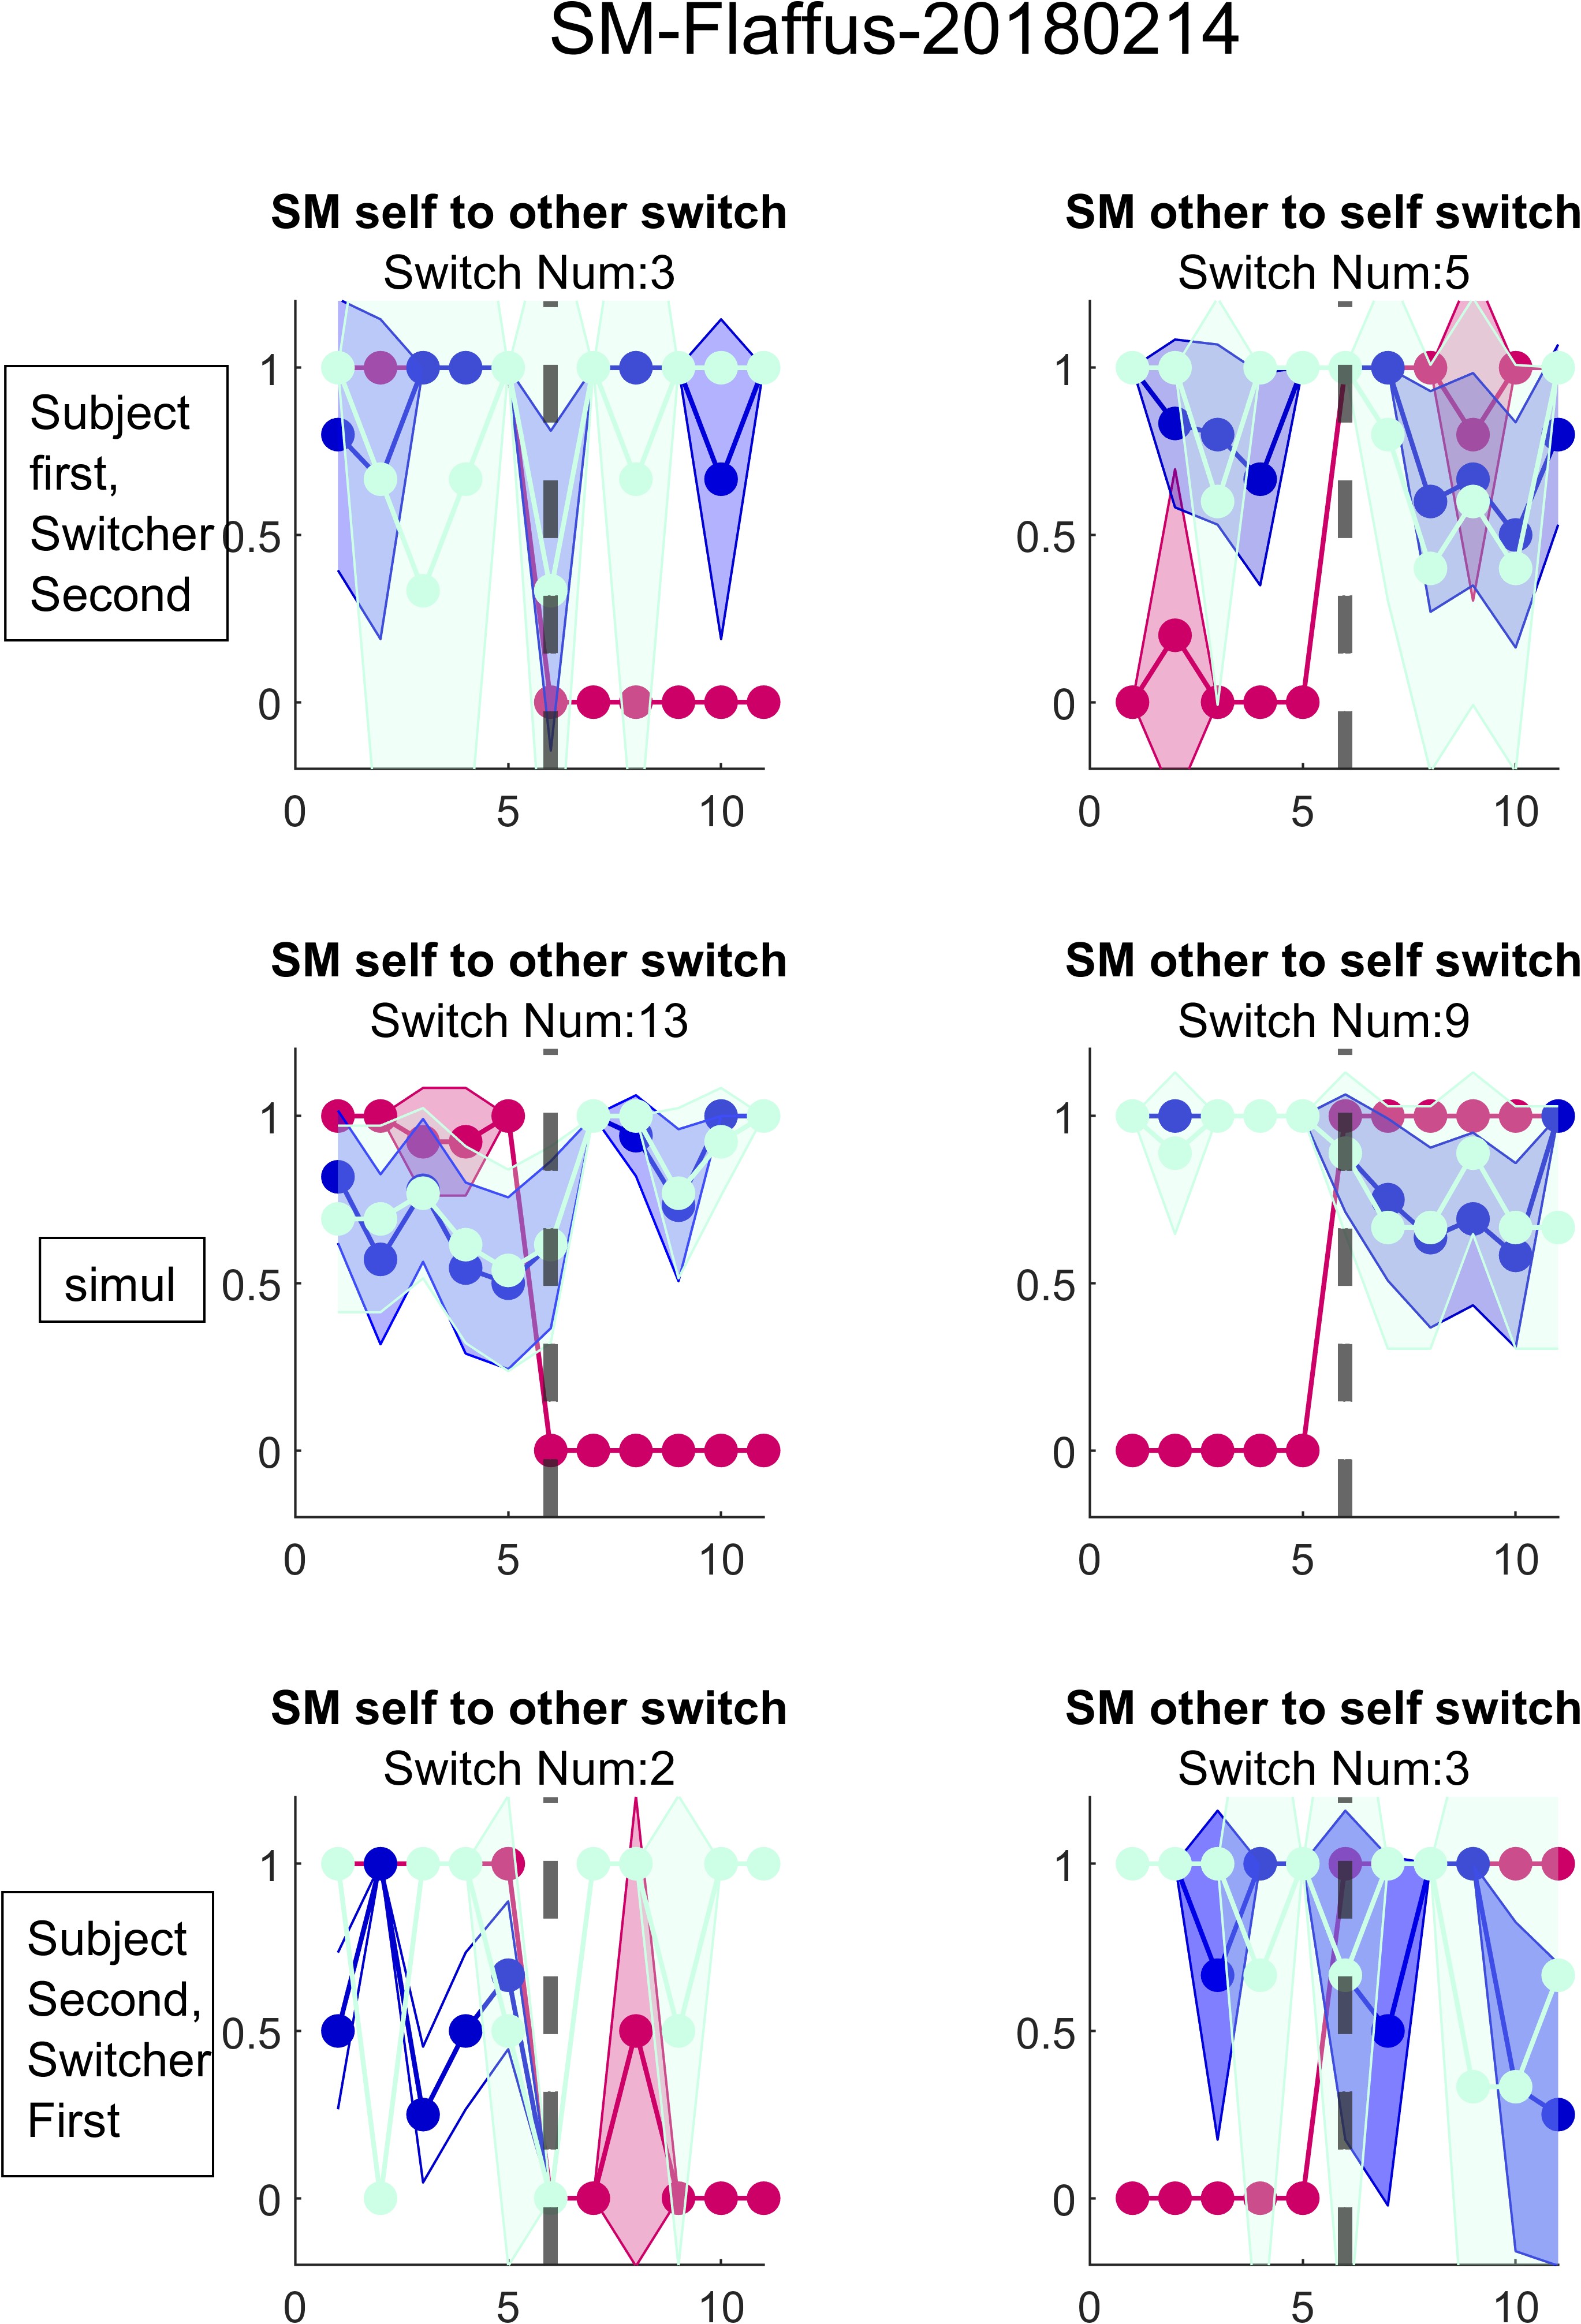 SM-Flaffus-20180214
SM self to other switch
Switch Num:3
1
0.5
0
0
5
10
SM other to self switch
Switch Num:5
1
0.5
0
0
5
10
Subject
first,
Switcher
Second
SM self to other switch
Switch Num:13
1
0.5
0
0
5
10
SM other to self switch
Switch Num:9
1
0.5
0
0
5
10
simul
SM self to other switch
Switch Num:2
1
0.5
0
0
5
10
SM other to self switch
Switch Num:3
1
0.5
0
0
5
10
Subject
Second,
Switcher
First